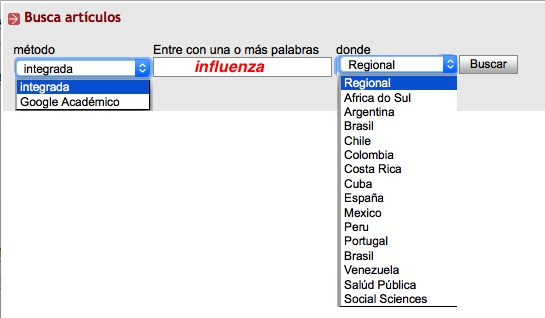 Busca artículos
método Entre con una o más palabras donde
integrada influenza Regional Buscar
integrada
Google Académico
Regional
Africa do Sul
Argentina
Brasil
Chile
Colombia
Costa Rica
Cuba
España
Mexico
Peru
Portugal
Brasil
Venezuela
Salúd Pública
Social Sciences